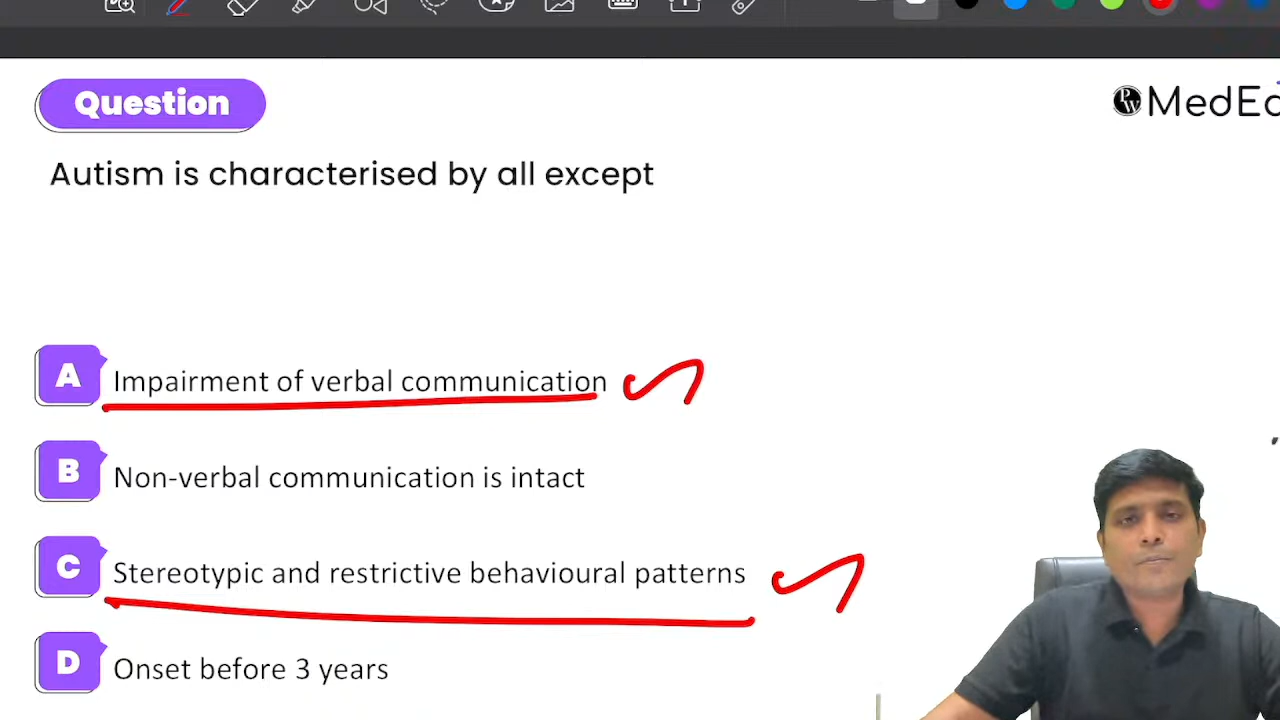 Question
PW MedEd
Autism is characterised by all except
A Impairment of verbal communication
B Non-verbal communication is intact
C Stereotypic and restrictive behavioural patterns
D Onset before 3 years